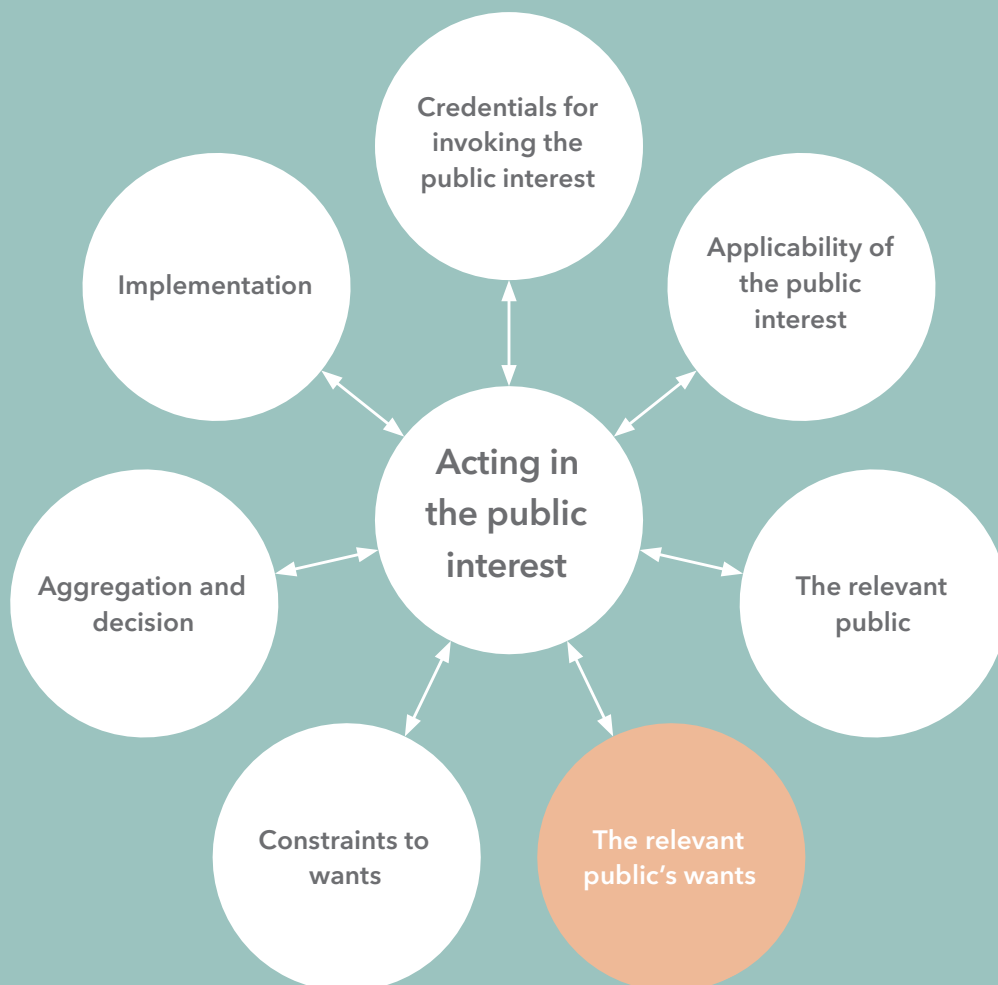 Credentials for
invoking the
public interest
Applicability of
the public
interest
Implementation
Acting in
the public
interest
Aggregation and
decision
The relevant
public
Constraints to
wants
The relevant
public’s wants